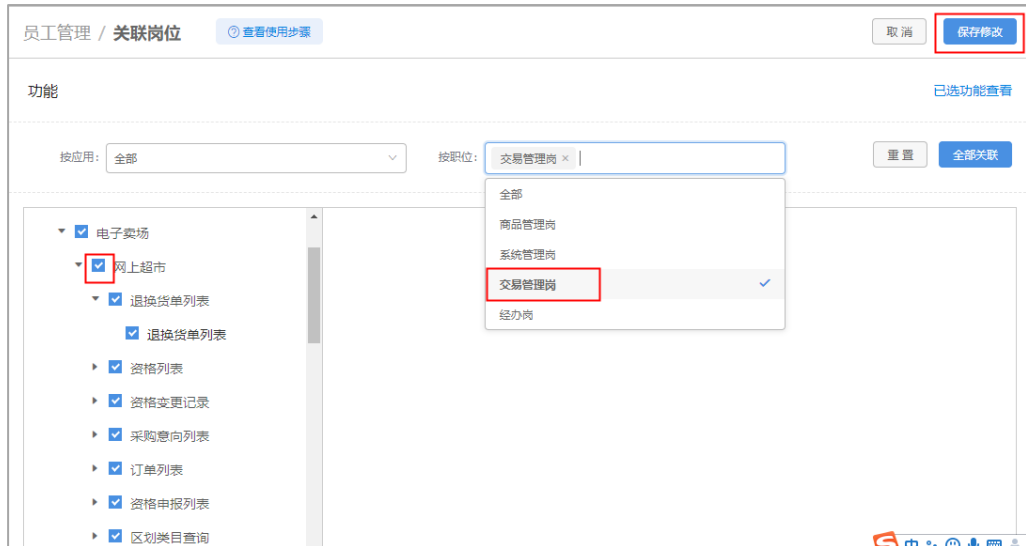 员工管理 / 关联岗位 查看使用步骤 取 消 保存修改
功能 已选功能查看
按应用: 全部 按职位: 交易管理岗 × 重 置 全部关联
全部
商品管理岗
系统管理岗
交易管理岗
经办岗
电子卖场
网上超市
退换货单列表
退换货单列表
资格列表
资格变更记录
采购意向列表
订单列表
资格申报列表
区划类目查询
S 中